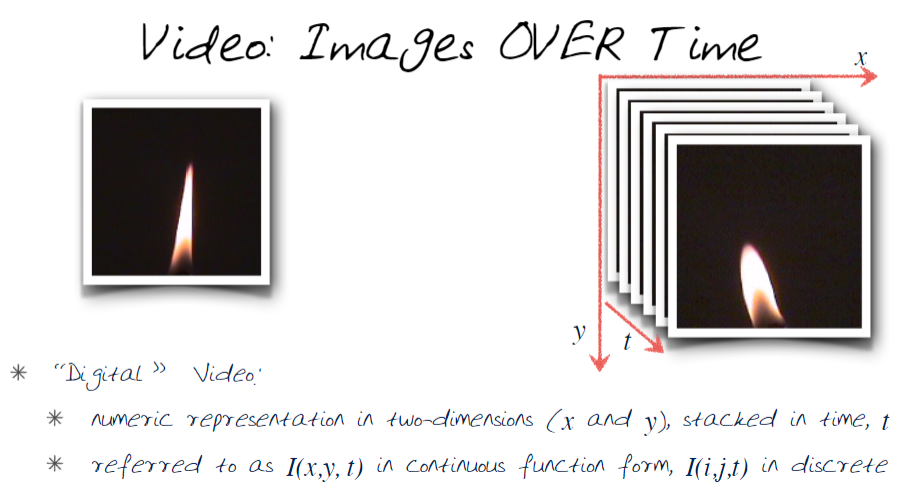 Video: Images OVER Time
x
y
t
✳ “Digital” Video:
✳ numeric representation in two-dimensions (x and y), stacked in time, t
✳ referred to as I(x,y, t) in continuous function form, I(i,j,t) in discrete